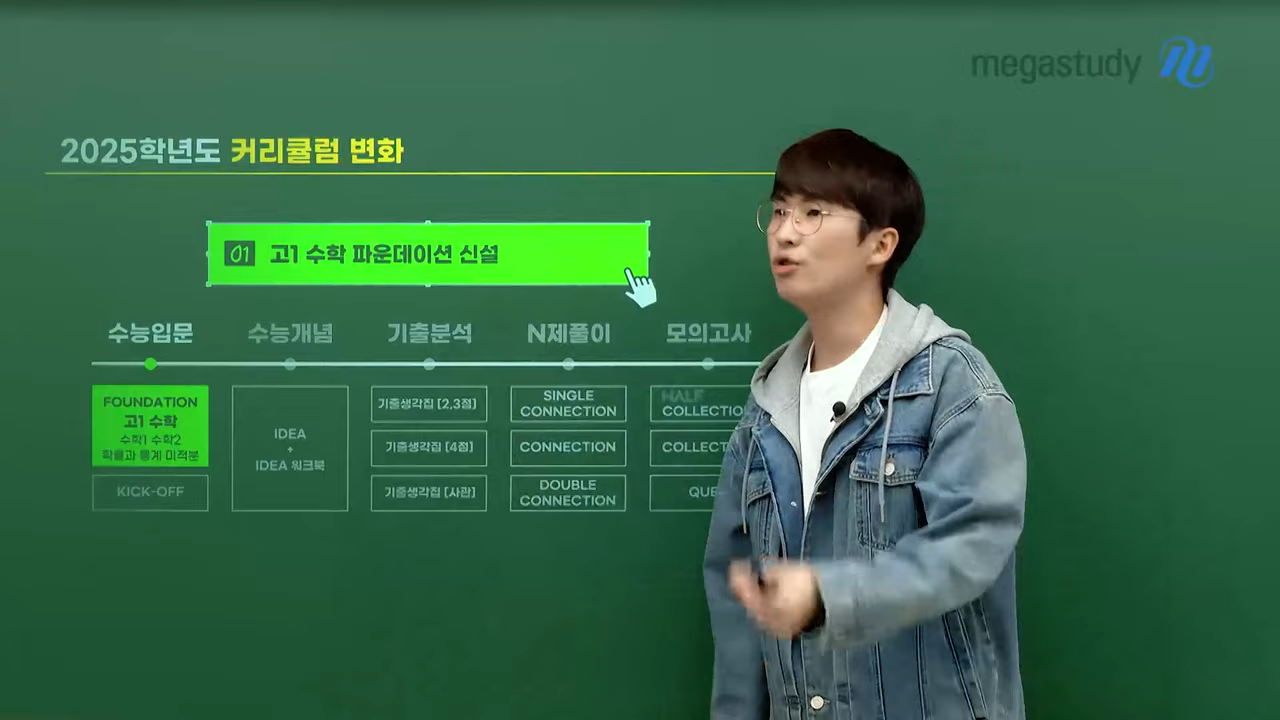 megastudy
2025학년도 커리큘럼 변화
01 고1 수학 파운데이션 신설
수능입문 수능개념 기출분석 N제풀이 모의고사
FOUNDATION
고1 수학
수학1 수학2
확률과 통계 미적분
KICK-OFF
IDEA
+
IDEA 워크북
기출생각집 [2,3점]
기출생각집 [4점]
기출생각집 [사관]
SINGLE
CONNECTION
CONNECTION
DOUBLE
CONNECTION
HALF
COLLECTIO
COLLECT
QUE